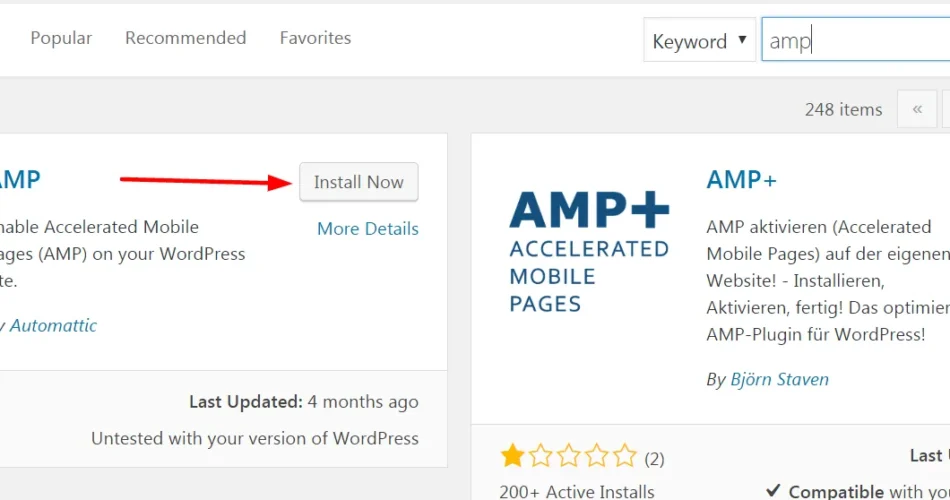 Popular Recommended Favorites Keyword amp
248 items «
AMP
Install Now
nable Accelerated Mobile
ages (AMP) on your WordPress
te.
More Details
y Automattic
Last Updated: 4 months ago
Untested with your version of WordPress
AMP+
ACCELERATED
MOBILE
PAGES
AMP+
AMP aktivieren (Accelerated
Mobile Pages) auf der eigenen
Website! - Installieren,
Aktivieren, fertig! Das optimier
AMP-Plugin für WordPress!
By Björn Staven
(2)
Last
200+ Active Installs
Compatible with yo